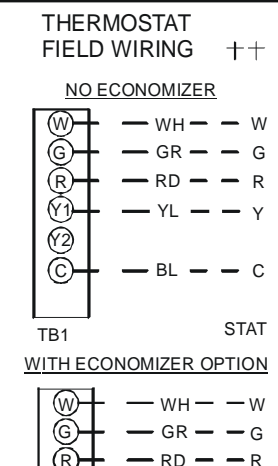 THERMOSTAT
FIELD WIRING ++
NO ECONOMIZER
W WH W
G GR G
R RD R
Y1 YL Y
Y2
C BL C
TB1 STAT
WITH ECONOMIZER OPTION
W WH W
G GR G
R RD R